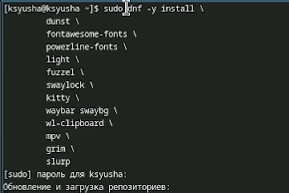 [ksyusha@ksyusha ~]$ sudo dnf -y install \
dunst \
fontawesome-fonts \
powerline-fonts \
light \
fuzzel \
swaylock \
kitty \
waybar swaybg \
wl-clipboard \
mpv \
grim \
slurp
[sudo] пароль для ksyusha:
Обновление и загрузка репозиториев: